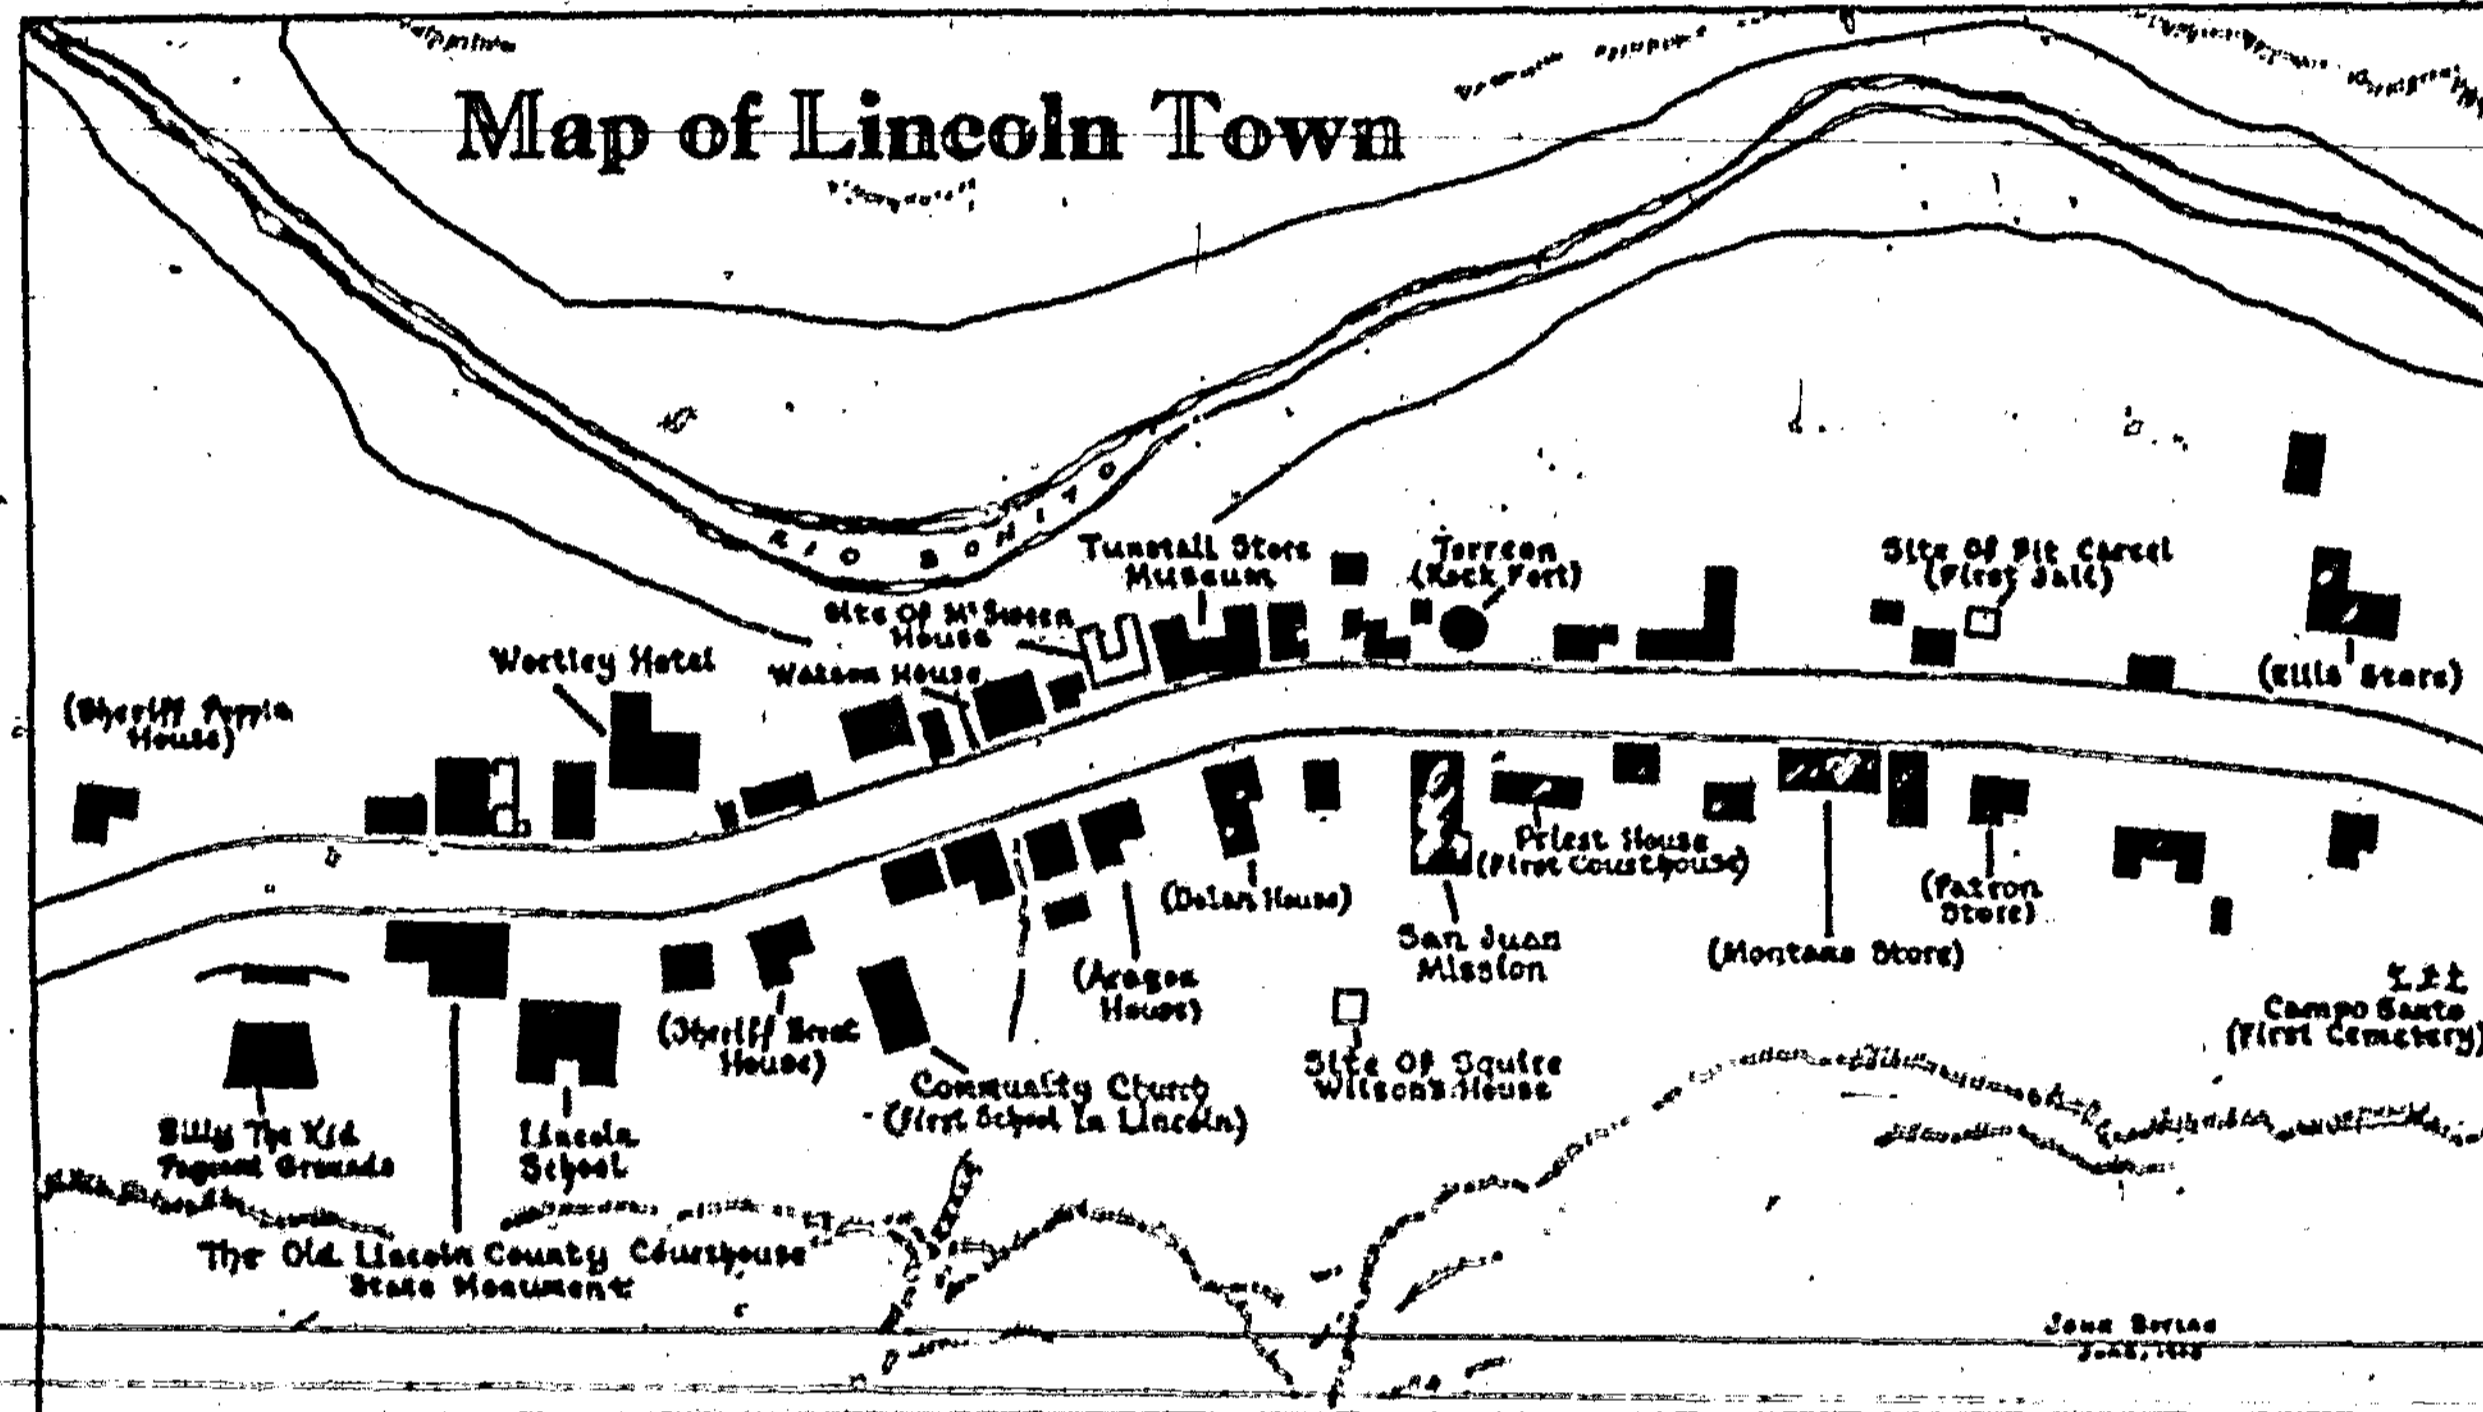 Map of Lincoln Town
RIO BONITO
Tunstall Store
Museum
Torreon
(Rock Fort)
Site Of Pit Carcel
(First Jail)
Site Of McSween
House
Watson House
Wortley Hotel
(Ellis Store)
(Sheriff Peppin
House)
Priest House
(First Courthouse)
(Dolan House)
(Patron
Store)
San Juan
Mission
(Montano Store)
(Aragon
House)
Campo Santo
(First Cemetery)
(Sheriff Brent
House)
Site Of Squire
Wilson's House
Community Church
(First School In Lincoln)
Billy The Kid
Pageant Grounds
Lincoln
School
The Old Lincoln County Courthouse
State Monument